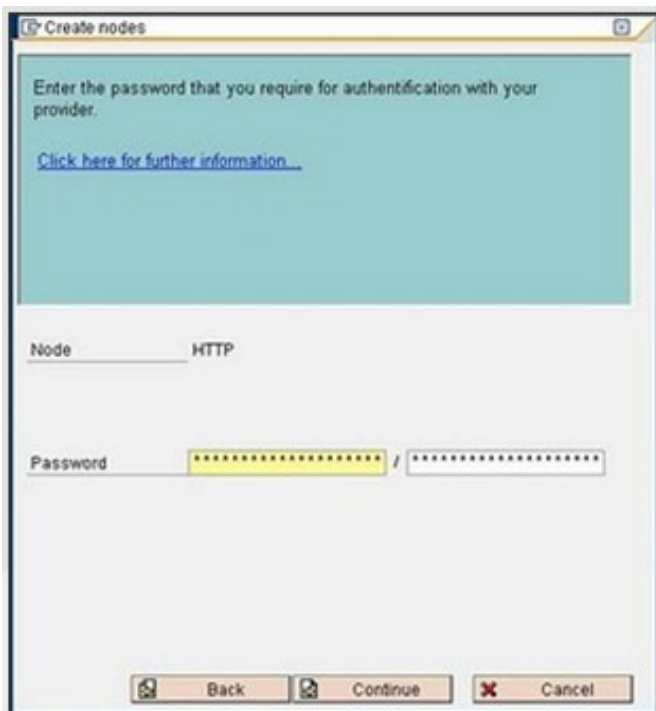 Create nodes
Enter the password that you require for authentification with your
provider.
Click here for further information...
Node HTTP
Password ******************** / ********************
Back Continue Cancel